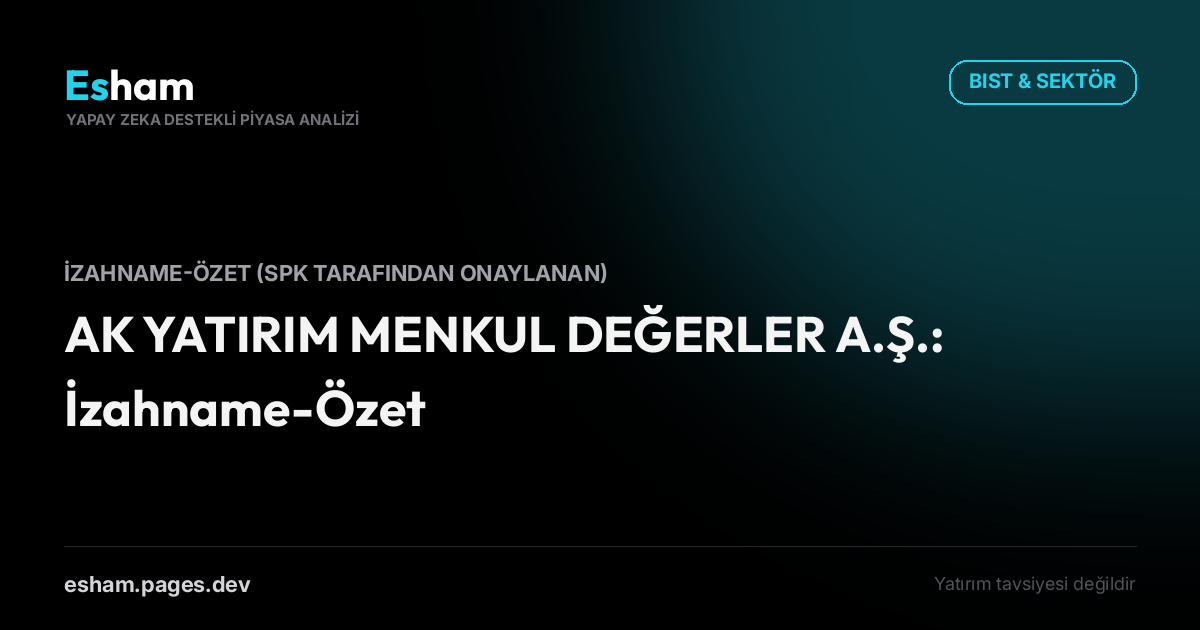 Esham
YAPAY ZEKA DESTEKLİ PİYASA ANALİZİ
BIST & SEKTÖR
İZAHNAME-ÖZET (SPK TARAFINDAN ONAYLANAN)
AK YATIRIM MENKUL DEĞERLER A.Ş.:
İzahname-Özet
esham.pages.dev
Yatırım tavsiyesi değildir